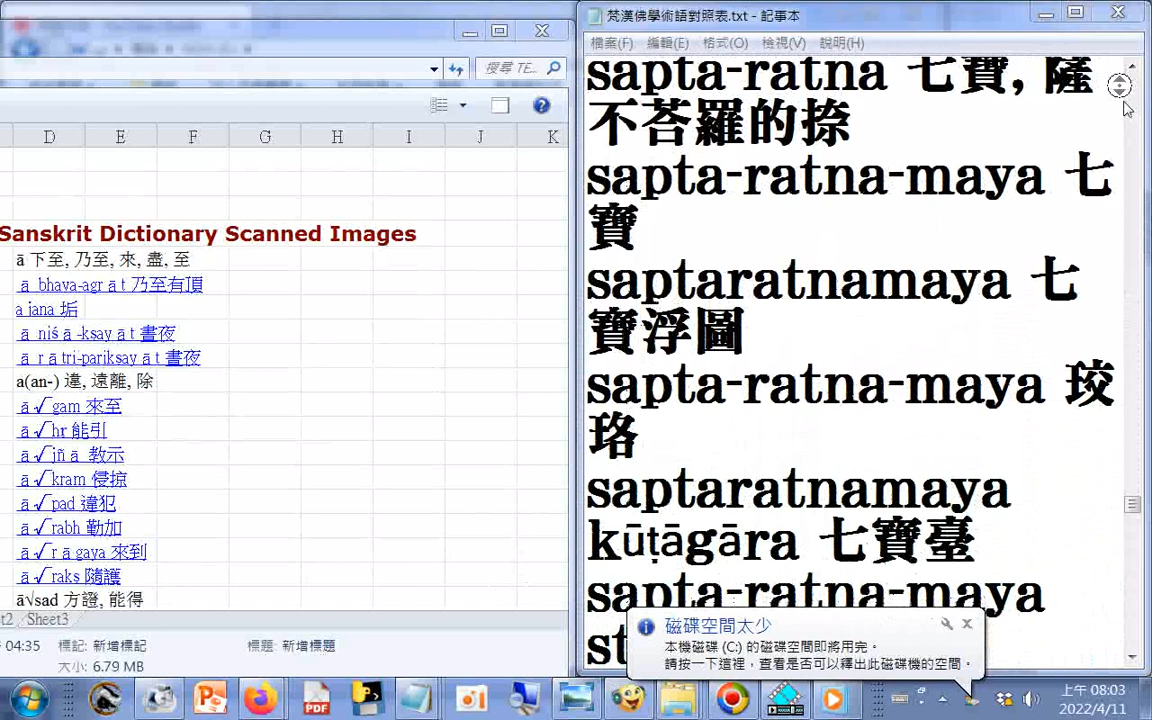 搜尋 TE...
D E F G H I J K
Sanskrit Dictionary Scanned Images
ā 下至, 乃至, 來, 盡, 至
ā bhava-agr ā t 乃至有頂
a jana 垢
ā niś ā -ksay ā t 晝夜
ā r ā tri-pariksay ā t 晝夜
a(an-) 違, 遠離, 除
ā√gam 來至
ā√hr 能引
ā√jñ ā 教示
ā√kram 侵掠
ā√pad 違犯
ā√rabh 勤加
ā√r ā gaya 來到
ā√raks 隨護
ā√sad 方證, 能得
t2 Sheet3
04:35 標記: 新增標記 標題: 新增標題
大小: 6.79 MB
梵漢佛學術語對照表.txt - 記事本
檔案(F) 編輯(E) 格式(O) 檢視(V) 說明(H)
sapta-ratna 七寶, 薩
不荅羅的捺
sapta-ratna-maya 七
寶
saptaratnamaya 七
寶浮圖
sapta-ratna-maya 珓
珞
saptaratnamaya
kūṭāgāra 七寶臺
sapta-ratna-maya
st
磁碟空間太少
本機磁碟 (C:) 的磁碟空間即將用完。
請按一下這裡，查看是否可以釋出此磁碟機的空間。
PDF
上午 08:03
2022/4/11